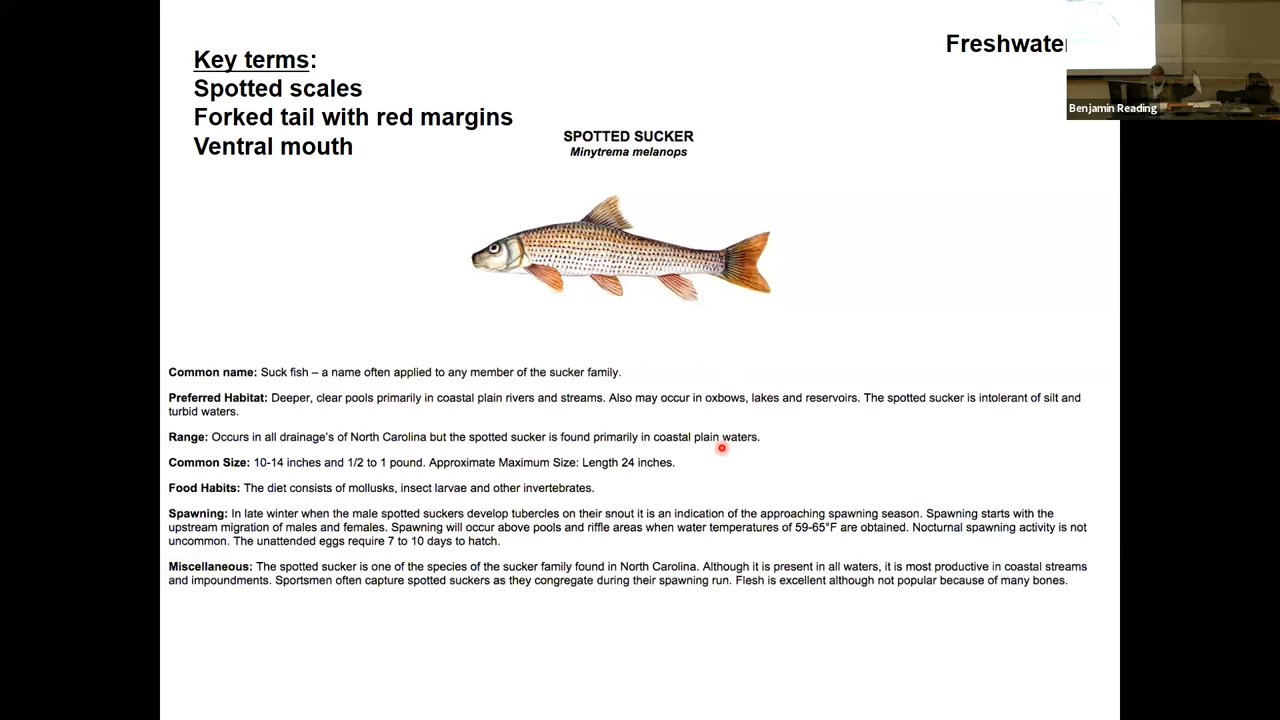 Key terms:
Spotted scales
Forked tail with red margins
Ventral mouth
Freshwater
Benjamin Reading
SPOTTED SUCKER
Minytrema melanops
Common name: Suck fish – a name often applied to any member of the sucker family.
Preferred Habitat: Deeper, clear pools primarily in coastal plain rivers and streams. Also may occur in oxbows, lakes and reservoirs. The spotted sucker is intolerant of silt and
turbid waters.
Range: Occurs in all drainage's of North Carolina but the spotted sucker is found primarily in coastal plain waters.
Common Size: 10-14 inches and 1/2 to 1 pound. Approximate Maximum Size: Length 24 inches.
Food Habits: The diet consists of mollusks, insect larvae and other invertebrates.
Spawning: In late winter when the male spotted suckers develop tubercles on their snout it is an indication of the approaching spawning season. Spawning starts with the
upstream migration of males and females. Spawning will occur above pools and riffle areas when water temperatures of 59-65°F are obtained. Nocturnal spawning activity is not
uncommon. The unattended eggs require 7 to 10 days to hatch.
Miscellaneous: The spotted sucker is one of the species of the sucker family found in North Carolina. Although it is present in all waters, it is most productive in coastal streams
and impoundments. Sportsmen often capture spotted suckers as they congregate during their spawning run. Flesh is excellent although not popular because of many bones.